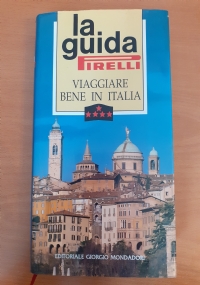 la
guida
PIRELLI
VIAGGIARE
BENE IN ITALIA
EDITORIALE GIORGIO MONDADORI